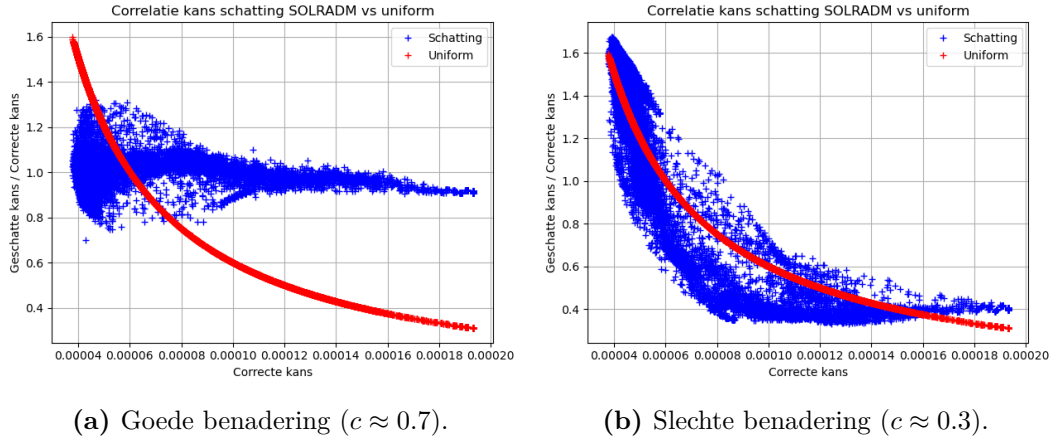 Correlatie kans schatting SOLRADM vs uniform
Geschatte kans / Correcte kans
1.6
1.4
1.2
1.0
0.8
0.6
0.4
Schatting
Uniform
0.00004 0.00006 0.00008 0.00010 0.00012 0.00014 0.00016 0.00018 0.00020
Correcte kans
(a) Goede benadering (c ≈ 0.7).
Correlatie kans schatting SOLRADM vs uniform
Geschatte kans / Correcte kans
1.6
1.4
1.2
1.0
0.8
0.6
0.4
Schatting
Uniform
0.00004 0.00006 0.00008 0.00010 0.00012 0.00014 0.00016 0.00018 0.00020
Correcte kans
(b) Slechte benadering (c ≈ 0.3).